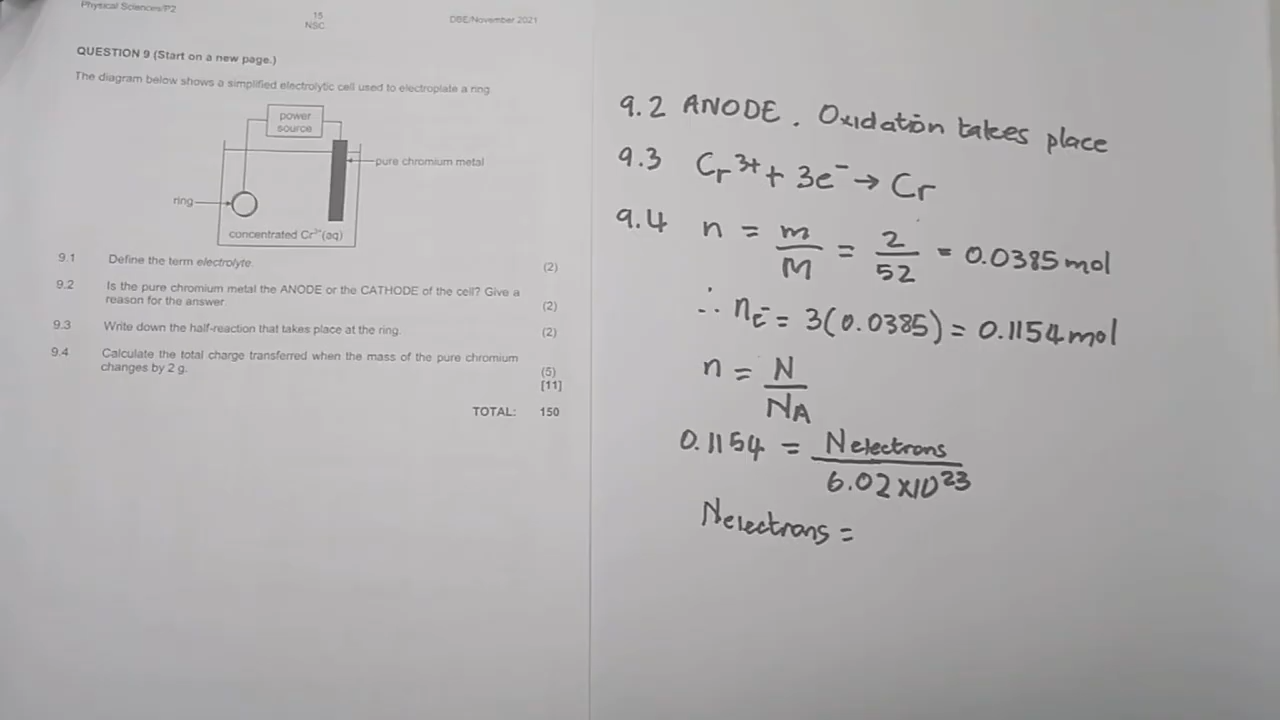 Physical Sciences/P2
15
NSC
DBE/November 2021
QUESTION 9 (Start on a new page.)
The diagram below shows a simplified electrolytic cell used to electroplate a ring.
power
source
pure chromium metal
ring
concentrated Cr³⁺(aq)
9.1 Define the term electrolyte. (2)
9.2 Is the pure chromium metal the ANODE or the CATHODE of the cell? Give a
reason for the answer. (2)
9.3 Write down the half-reaction that takes place at the ring. (2)
9.4 Calculate the total charge transferred when the mass of the pure chromium
changes by 2 g. (5)
[11]
TOTAL: 150
9.2 ANODE. Oxidation takes place
9.3 Cr³⁺ + 3e⁻ → Cr
9.4 n = m/M = 2/52 = 0.0385 mol
∴ nₑ⁻ = 3(0.0385) = 0.1154 mol
n = N/NA
0.1154 = Nelectrons/6.02×10²³
Nelectrons =